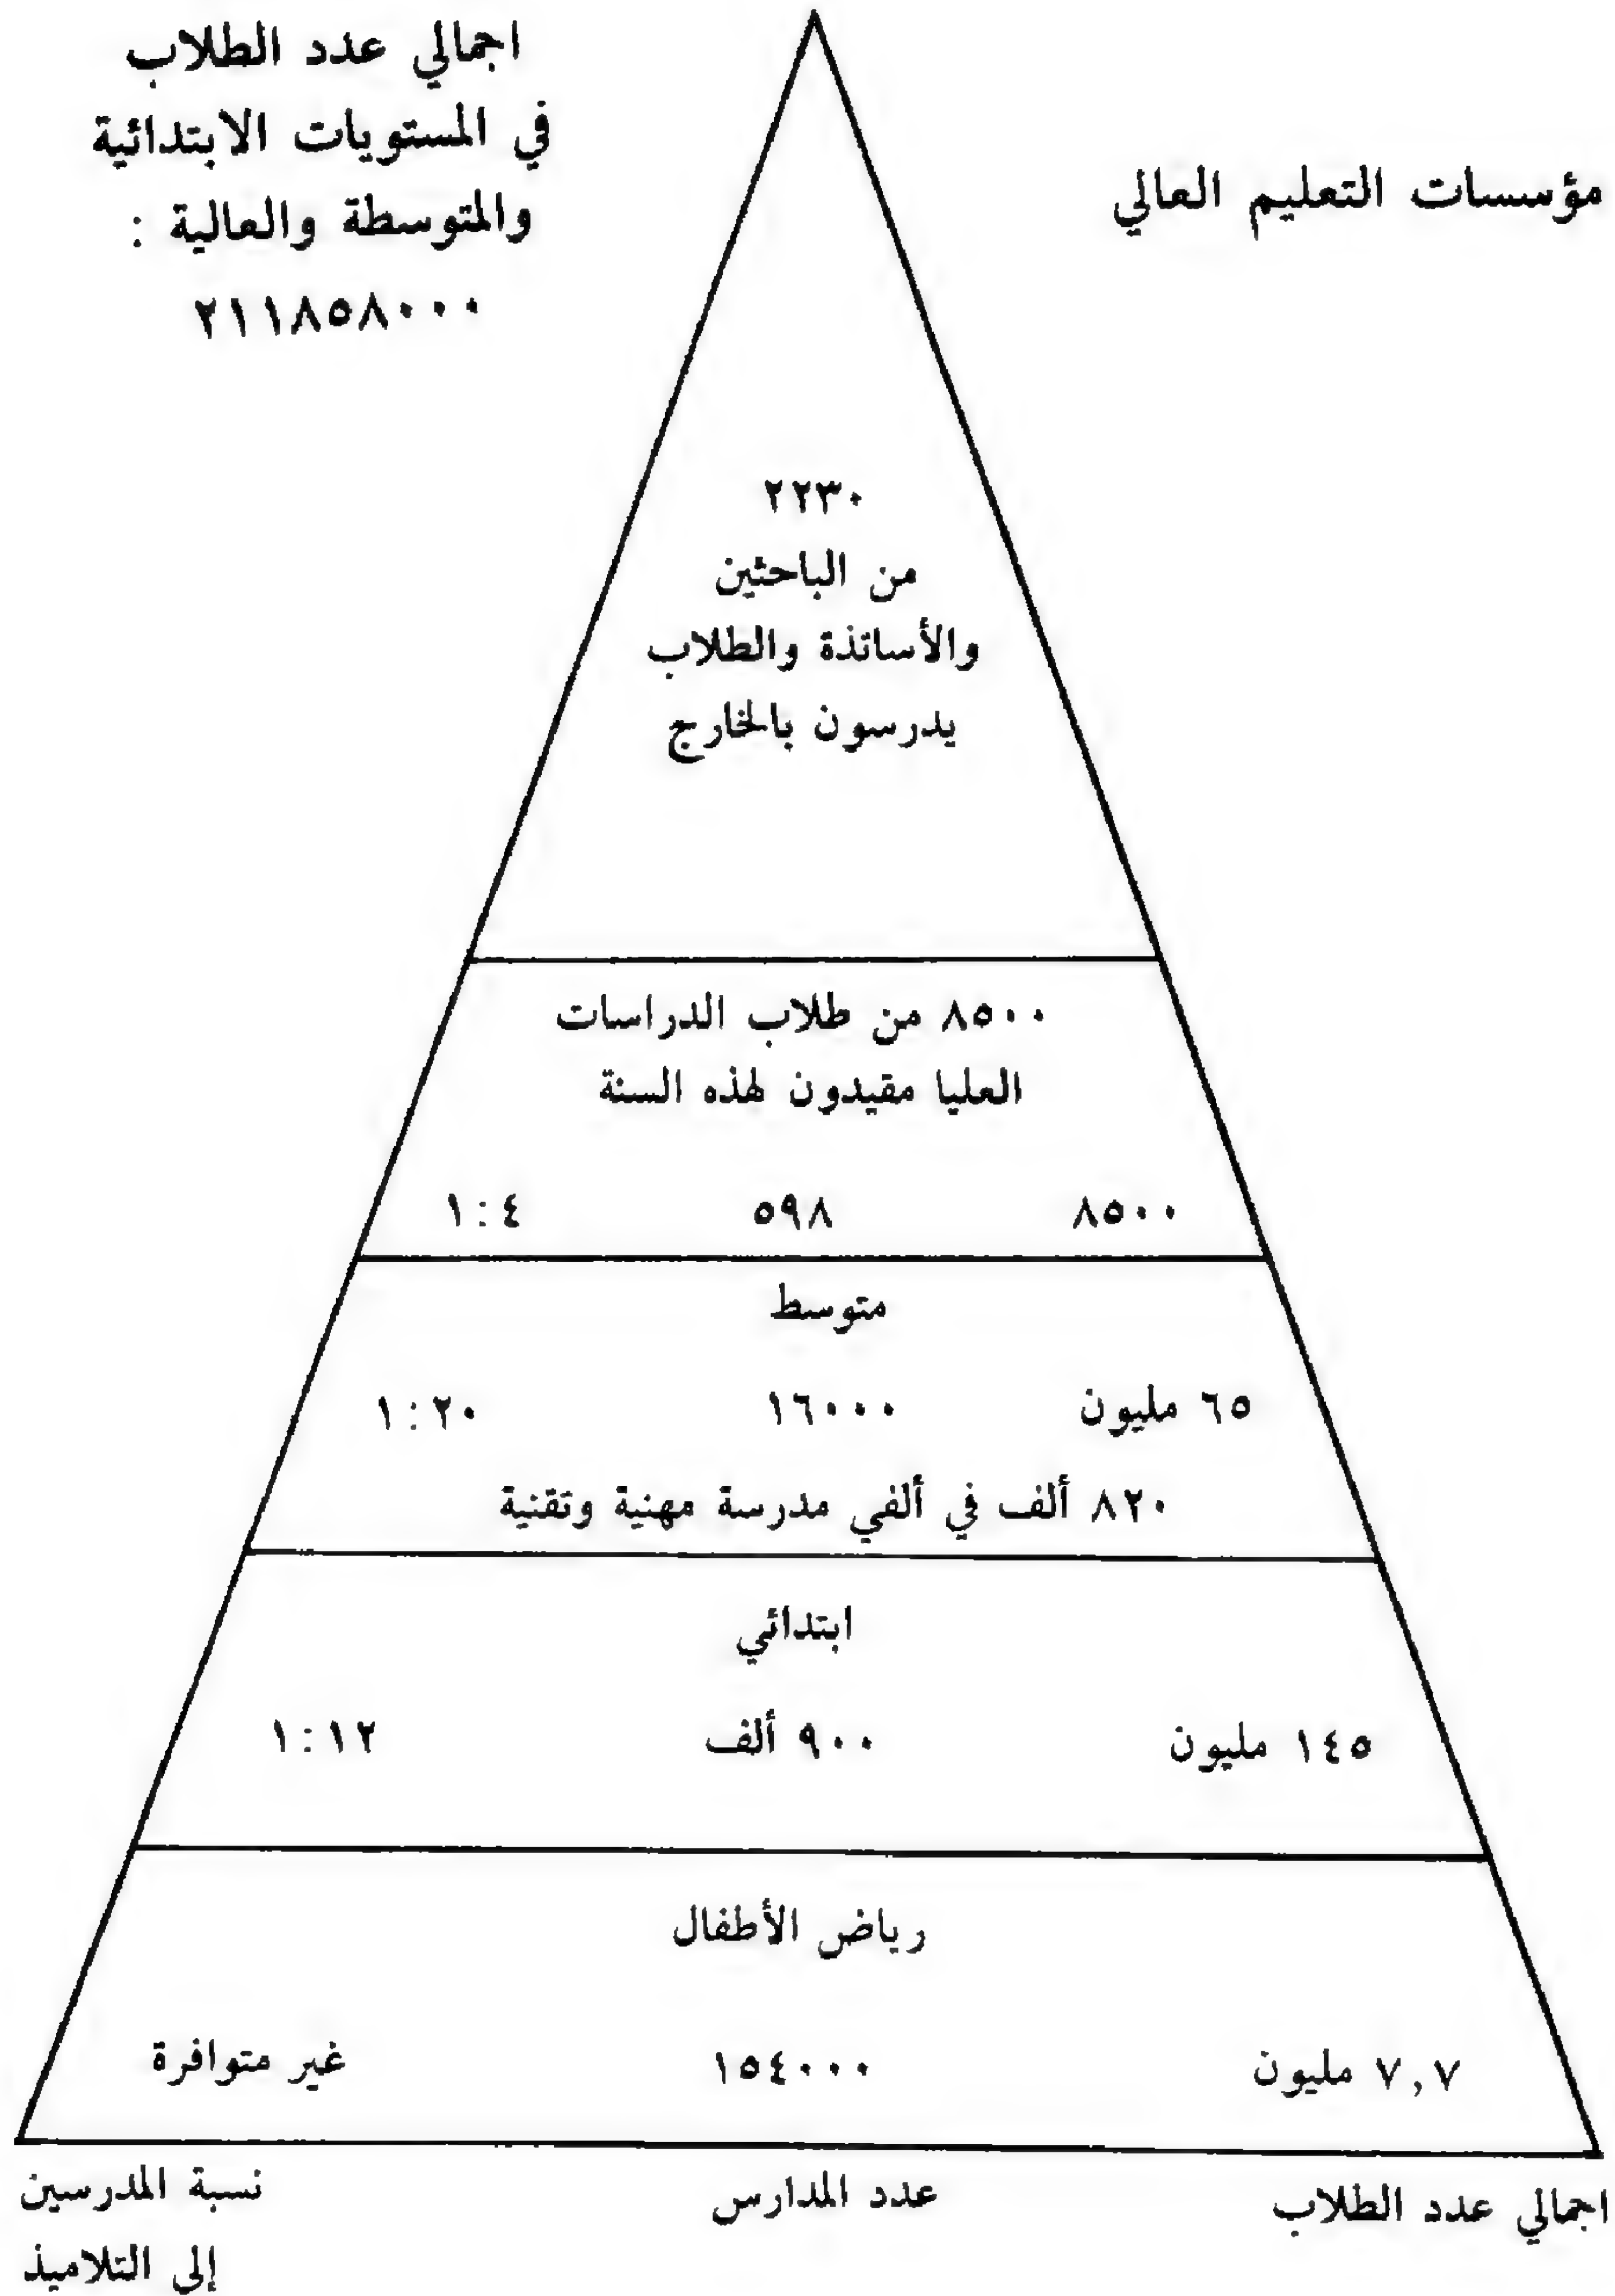 اجمالي عدد الطلاب
في المستويات الابتدائية
والمتوسطة والعالية :
٢١١٨٥٨٠٠٠
مؤسسات التعليم العالي
٢٢٣٠
من الباحثين
والأساتذة والطلاب
يدرسون بالخارج
٨٥٠٠ من طلاب الدراسات
العليا مقيدون لهذه السنة
٨٥٠٠ ٥٩٨ ١:٤
متوسط
٦٥ مليون ١٦٠٠٠ ١:٢٠
٨٢٠ ألف في ألفي مدرسة مهنية وتقنية
ابتدائي
١٤٥ مليون ٩٠٠ ألف ١:١٢
رياض الأطفال
٧,٧ مليون ١٥٤٠٠٠ غير متوافرة
اجمالي عدد الطلاب عدد المدارس نسبة المدرسين
إلى التلاميذ